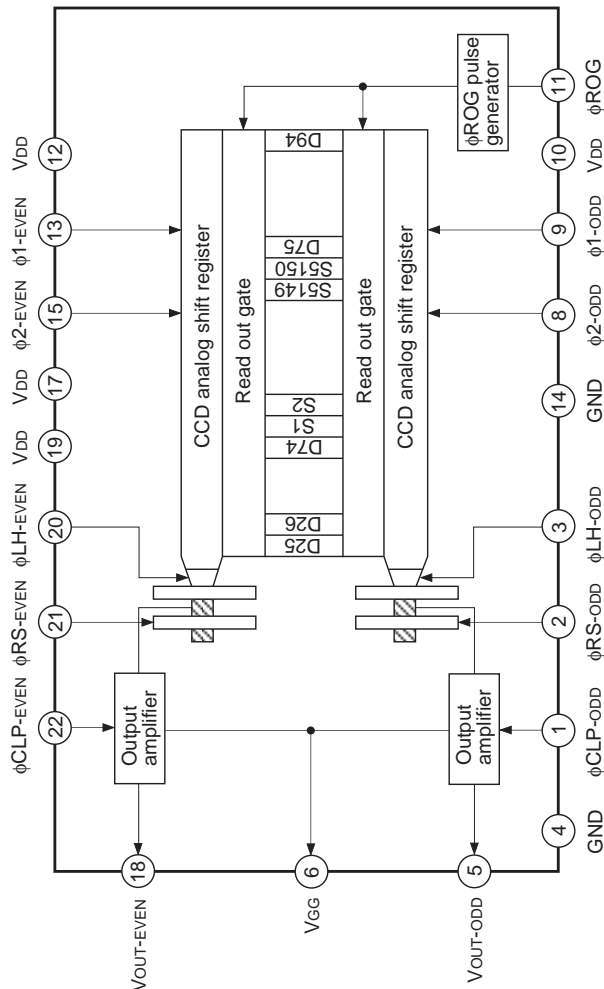 VDD
12
φ1-EVEN
13
φ2-EVEN
15
VDD
17
VDD
19
φLH-EVEN
20
φRS-EVEN
21
φCLP-EVEN
22
CCD analog shift register
Read out gate
D25
D26
D74
S1
S2
S5149
S5150
D75
D94
Read out gate
CCD analog shift register
φROG pulse
generator
Output
amplifier
Output
amplifier
18
VOUT-EVEN
6
VGG
5
VOUT-ODD
11
φROG
10
VDD
9
φ1-ODD
8
φ2-ODD
14
GND
3
φLH-ODD
2
φRS-ODD
1
φCLP-ODD
4
GND